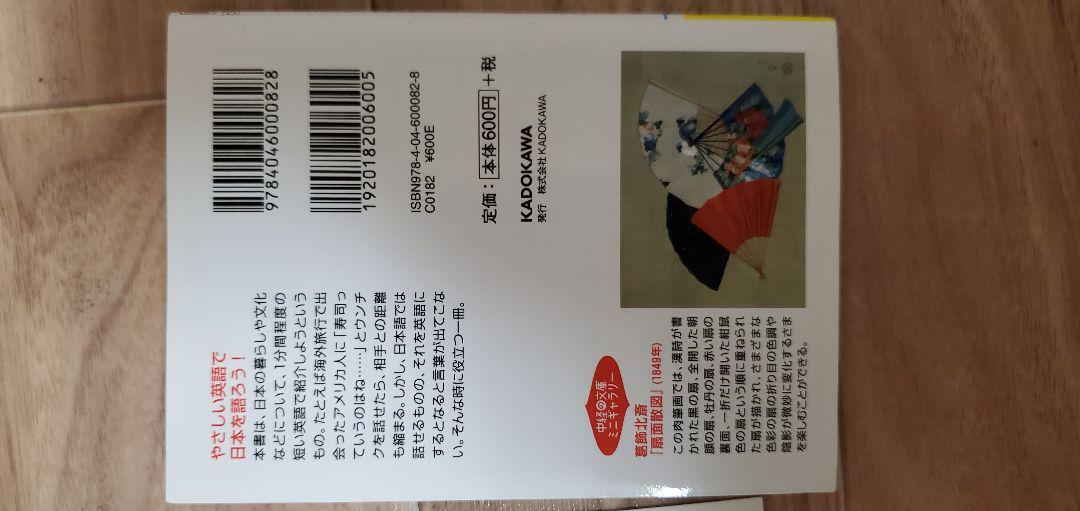 やさしい英語で
日本を語ろう！
本書は、日本の暮らしや文化
などについて、1分間程度の
短い英語で紹介しようという
もの。たとえば海外旅行で出
会ったアメリカ人に「寿司っ
ていうのはね……」とウンチ
クを話せたら、相手との距離
も縮まる。しかし、日本語では
話せるものの、それを英語に
するとなると言葉が出てこな
い。そんな時に役立つ一冊。
9784046000828
1920182006005
ISBN978-4-04-600082-8
C0182 ¥600E
定価：本体600円＋税
KADOKAWA
発行 株式会社KADOKAWA
中経の文庫
ミニギャラリー
葛飾北斎
『扇面散図』(1849年)
この肉筆画では、漢詩が書
かれた黒の扇、全開した朝
顔の扇、牡丹の扇、赤い扇の
裏面、一折だけ開いた紺鼠
色の扇という順に重ねられ
た扇が描かれ、さまざまな
色彩の扇の折り目の色調や
陰影が微妙に変化するさま
を楽しむことができる。